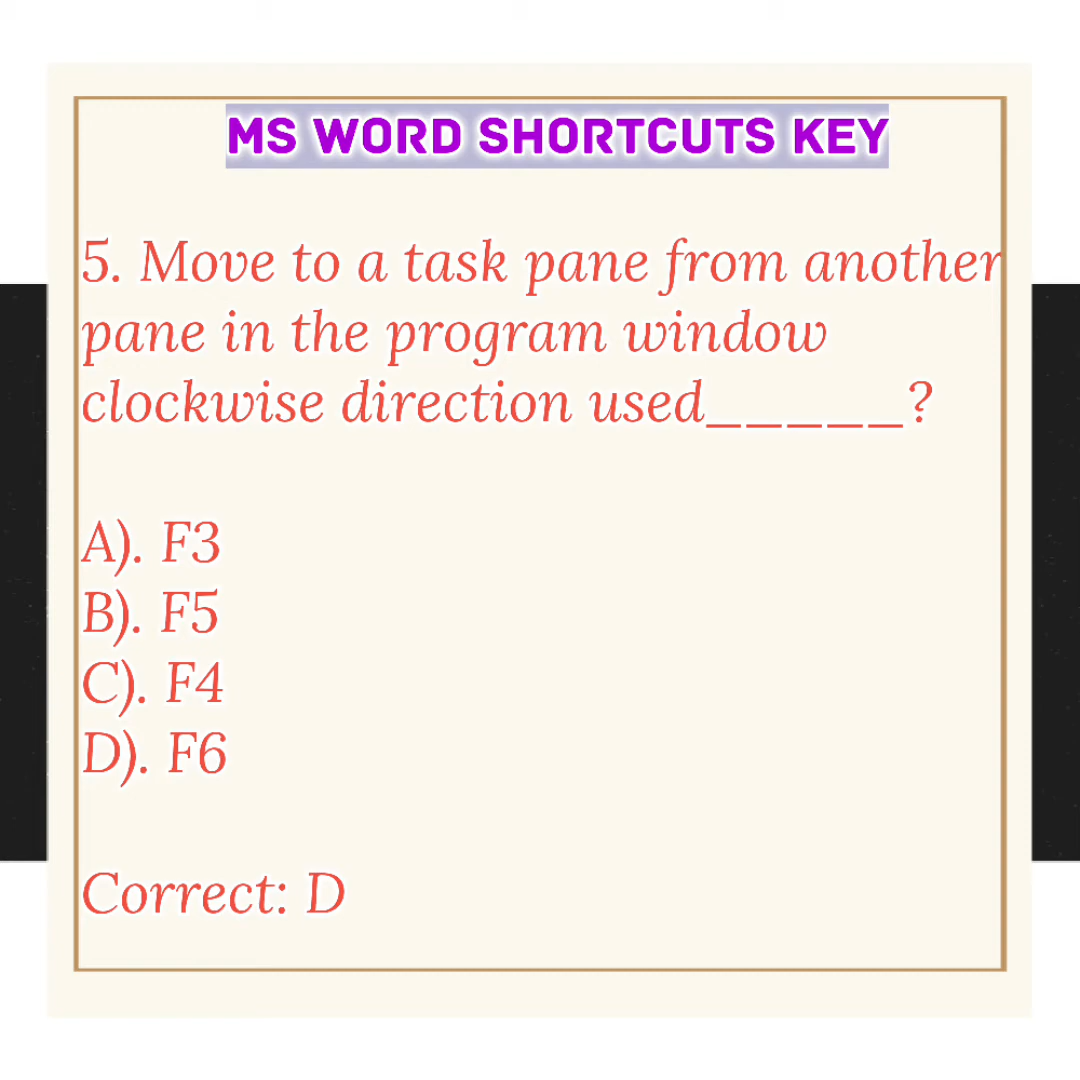 MS WORD SHORTCUTS KEY
5. Move to a task pane from another
pane in the program window
clockwise direction used_____?
A). F3
B). F5
C). F4
D). F6
Correct: D